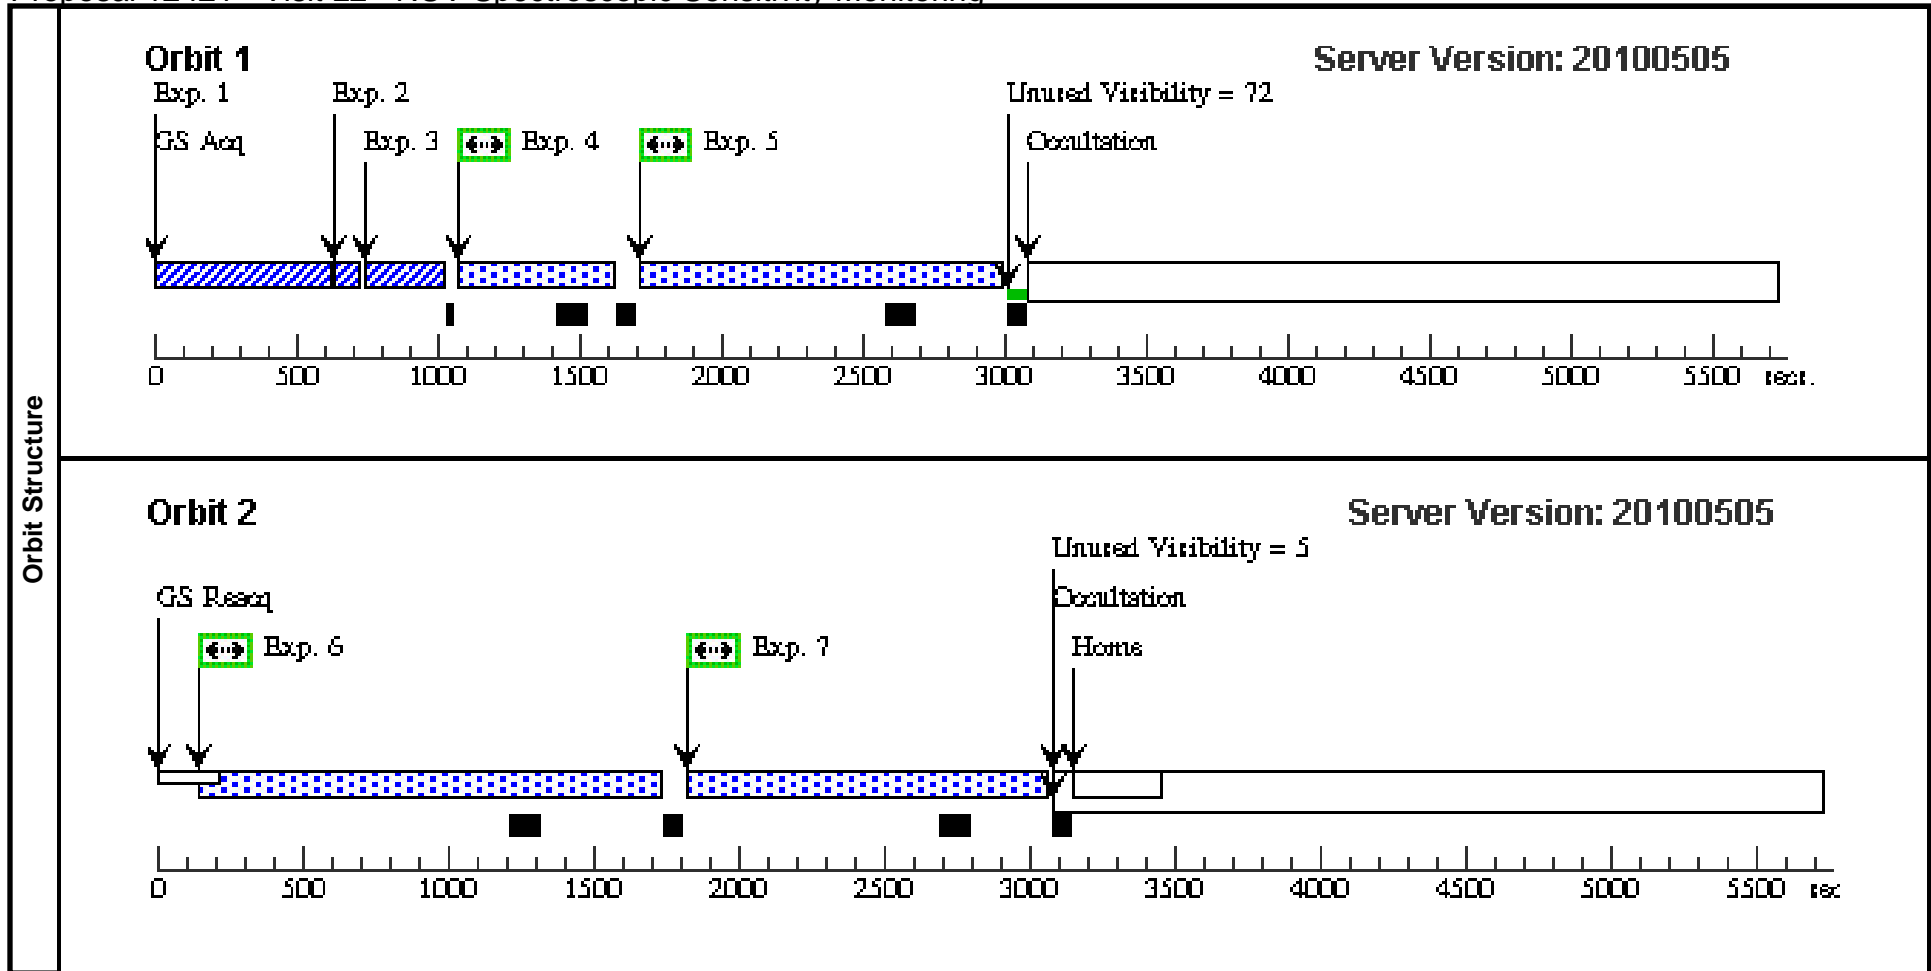 Orbit Structure
Orbit 1
Server Version: 20100505
Exp. 1
Exp. 2
Unused Visibility = 72
GS Acq
Exp. 3
Exp. 4
Exp. 5
Occultation
0 500 1000 1500 2000 2500 3000 3500 4000 4500 5000 5500 secs.
Orbit 2
Server Version: 20100505
Unused Visibility = 5
GS Reacq
Occultation
Exp. 6
Exp. 7
Home
0 500 1000 1500 2000 2500 3000 3500 4000 4500 5000 5500 sec